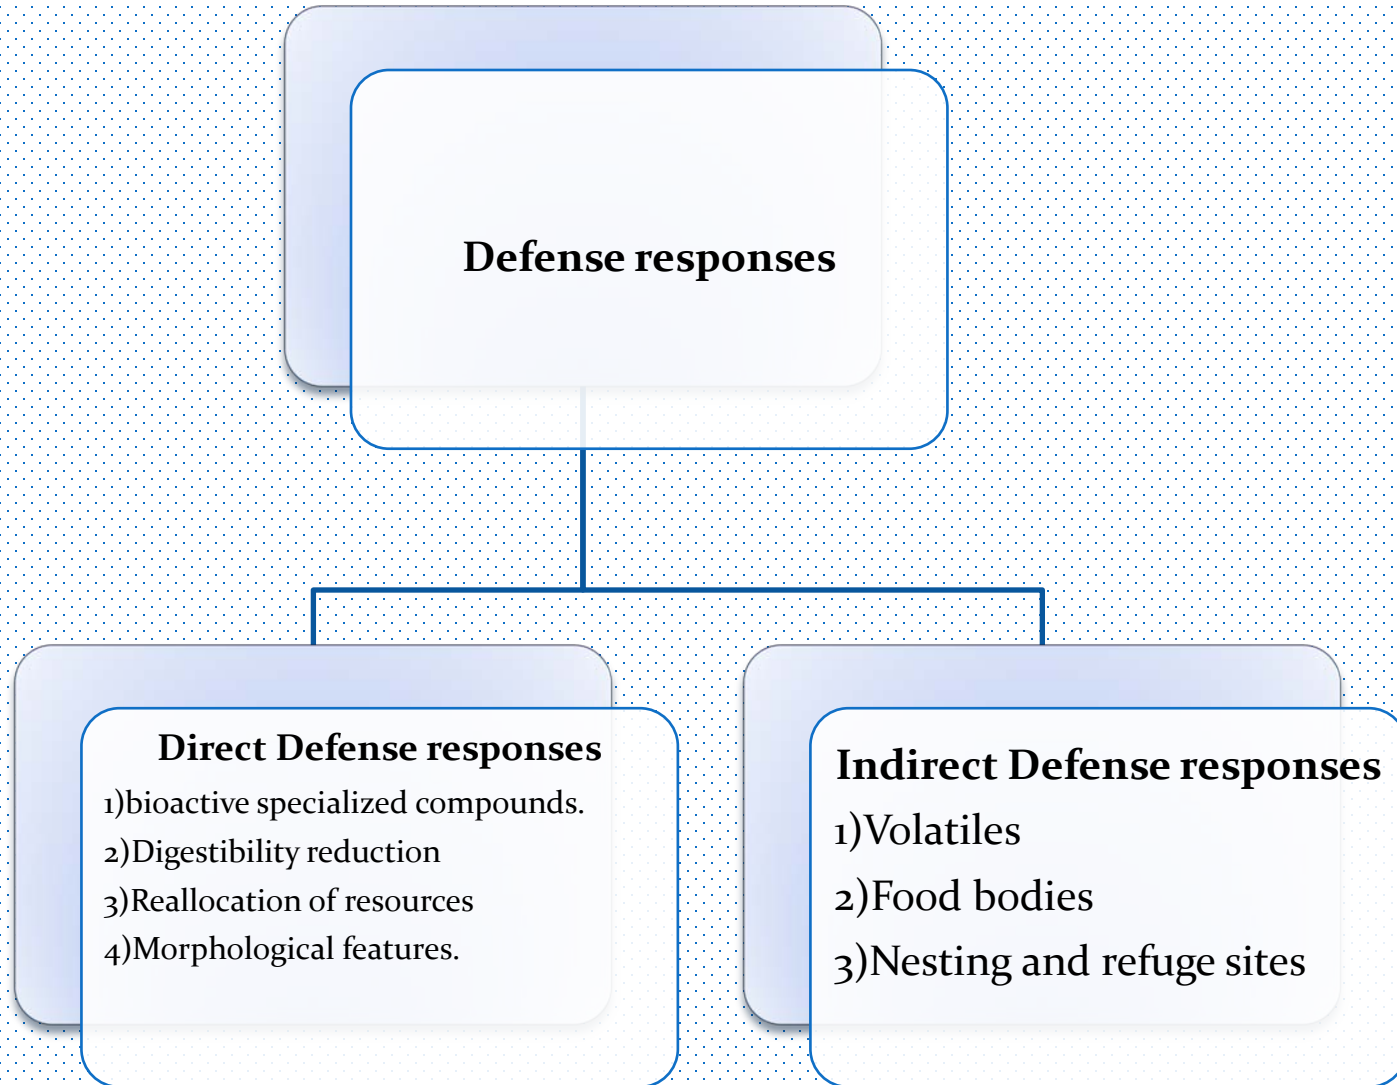 Defense responses
Direct Defense responses
1)bioactive specialized compounds.
2)Digestibility reduction
3)Reallocation of resources
4)Morphological features.
Indirect Defense responses
1)Volatiles
2)Food bodies
3)Nesting and refuge sites